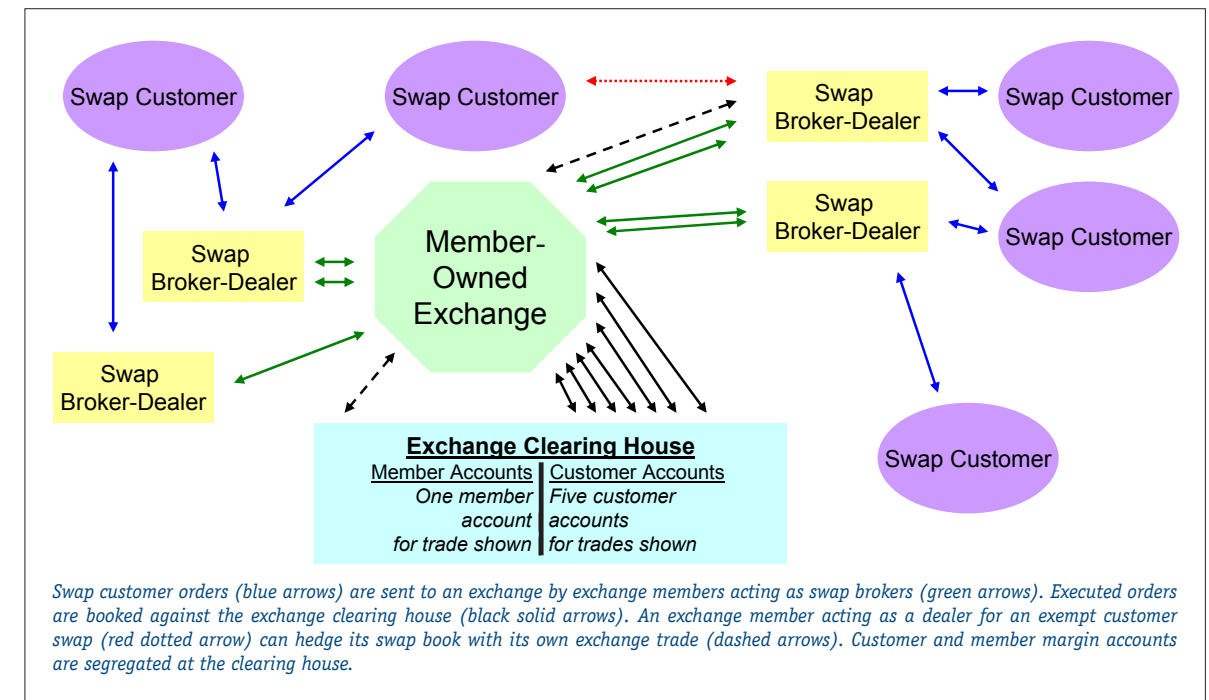 Swap Customer
Swap Customer
Swap
Broker-Dealer
Swap Customer
Swap
Broker-Dealer
Swap Customer
Swap
Broker-Dealer
Member-
Owned
Exchange
Swap
Broker-Dealer
Swap Customer
Exchange Clearing House
Member Accounts
One member
account
for trade shown
Customer Accounts
Five customer
accounts
for trades shown
Swap customer orders (blue arrows) are sent to an exchange by exchange members acting as swap brokers (green arrows). Executed orders
are booked against the exchange clearing house (black solid arrows). An exchange member acting as a dealer for an exempt customer
swap (red dotted arrow) can hedge its swap book with its own exchange trade (dashed arrows). Customer and member margin accounts
are segregated at the clearing house.